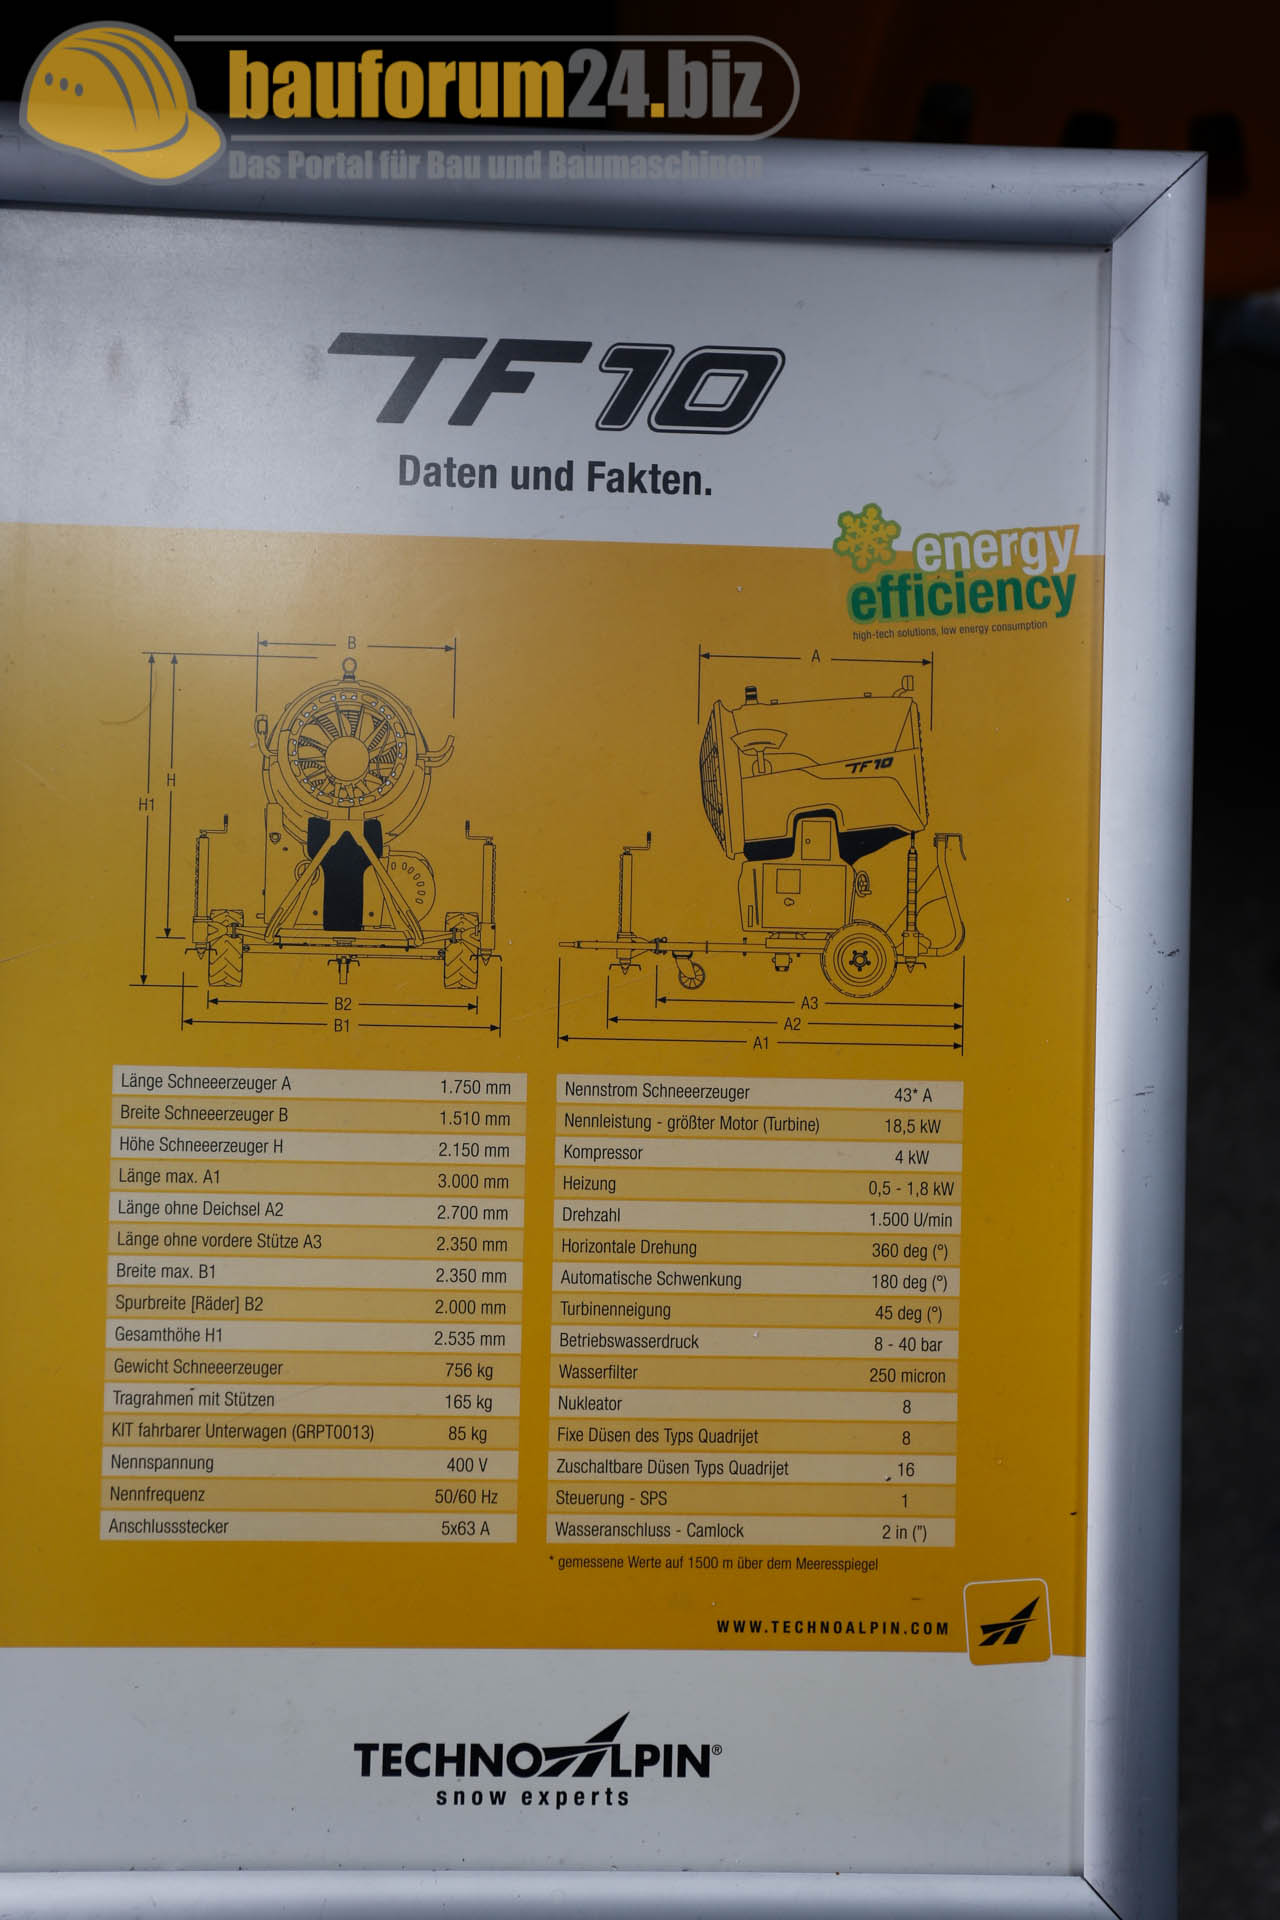 bauforum24.biz
Das Portal für Bau und Baumaschinen
TF10
Daten und Fakten.
energy
efficiency
high-tech solutions, low energy consumption
B
H
H1
B2
B1
A
TF10
A3
A2
A1
Länge Schneeerzeuger A 1.750 mm
Breite Schneeerzeuger B 1.510 mm
Höhe Schneeerzeuger H 2.150 mm
Länge max. A1 3.000 mm
Länge ohne Deichsel A2 2.700 mm
Länge ohne vordere Stütze A3 2.350 mm
Breite max. B1 2.350 mm
Spurbreite [Räder] B2 2.000 mm
Gesamthöhe H1 2.535 mm
Gewicht Schneeerzeuger 756 kg
Tragrahmen mit Stützen 165 kg
KIT fahrbarer Unterwagen (GRPT0013) 85 kg
Nennspannung 400 V
Nennfrequenz 50/60 Hz
Anschlussstecker 5x63 A
Nennstrom Schneeerzeuger 43* A
Nennleistung - größter Motor (Turbine) 18,5 kW
Kompressor 4 kW
Heizung 0,5 - 1,8 kW
Drehzahl 1.500 U/min
Horizontale Drehung 360 deg (°)
Automatische Schwenkung 180 deg (°)
Turbinenneigung 45 deg (°)
Betriebswasserdruck 8 - 40 bar
Wasserfilter 250 micron
Nukleator 8
Fixe Düsen des Typs Quadrijet 8
Zuschaltbare Düsen Typs Quadrijet 16
Steuerung - SPS 1
Wasseranschluss - Camlock 2 in (")
* gemessene Werte auf 1500 m über dem Meeresspiegel
WWW.TECHNOALPIN.COM
TECHNOALPIN®
snow experts